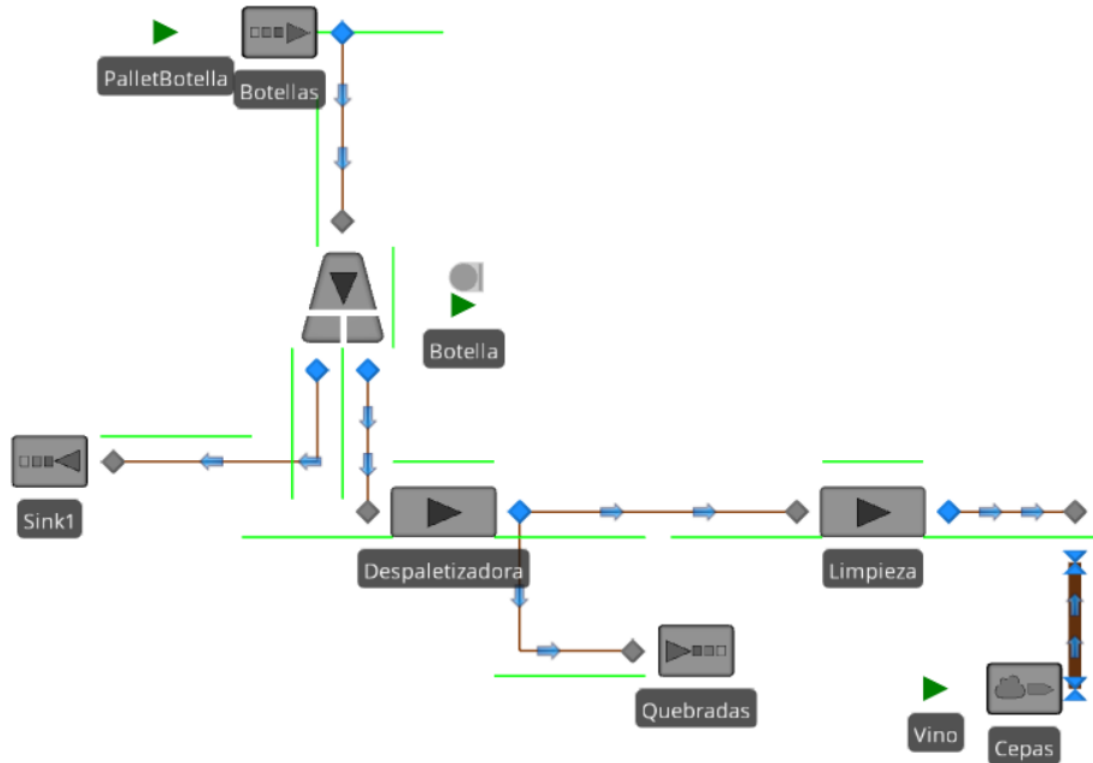 PalletBotella
Botellas
Botella
Sink1
Despaletizadora
Limpieza
Quebradas
Vino
Cepas